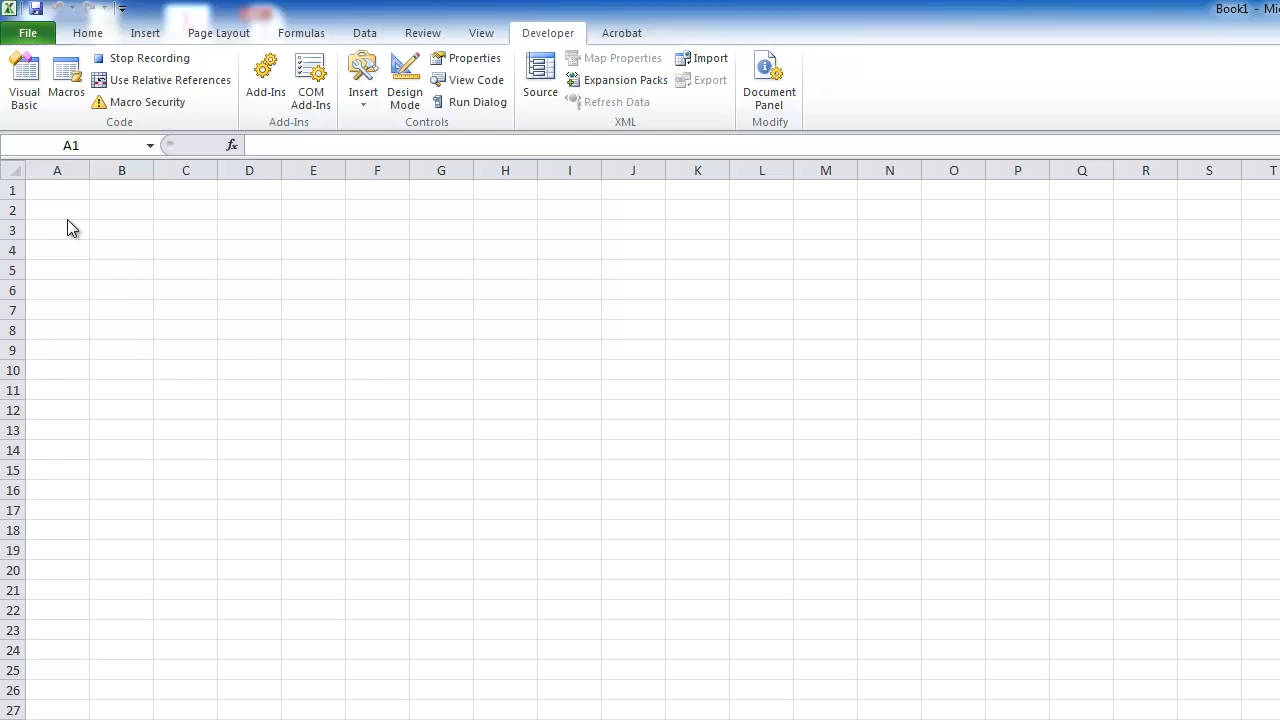 Book1 - Mi
File Home Insert Page Layout Formulas Data Review View Developer Acrobat
Visual Basic
Macros
Stop Recording
Use Relative References
Macro Security
Code
Add-Ins
COM Add-Ins
Add-Ins
Insert
Design Mode
Properties
View Code
Run Dialog
Controls
Source
Map Properties
Expansion Packs
Refresh Data
Import
Export
XML
Document Panel
Modify
A1 fx
A B C D E F G H I J K L M N O P Q R S T
1
2
3
4
5
6
7
8
9
10
11
12
13
14
15
16
17
18
19
20
21
22
23
24
25
26
27